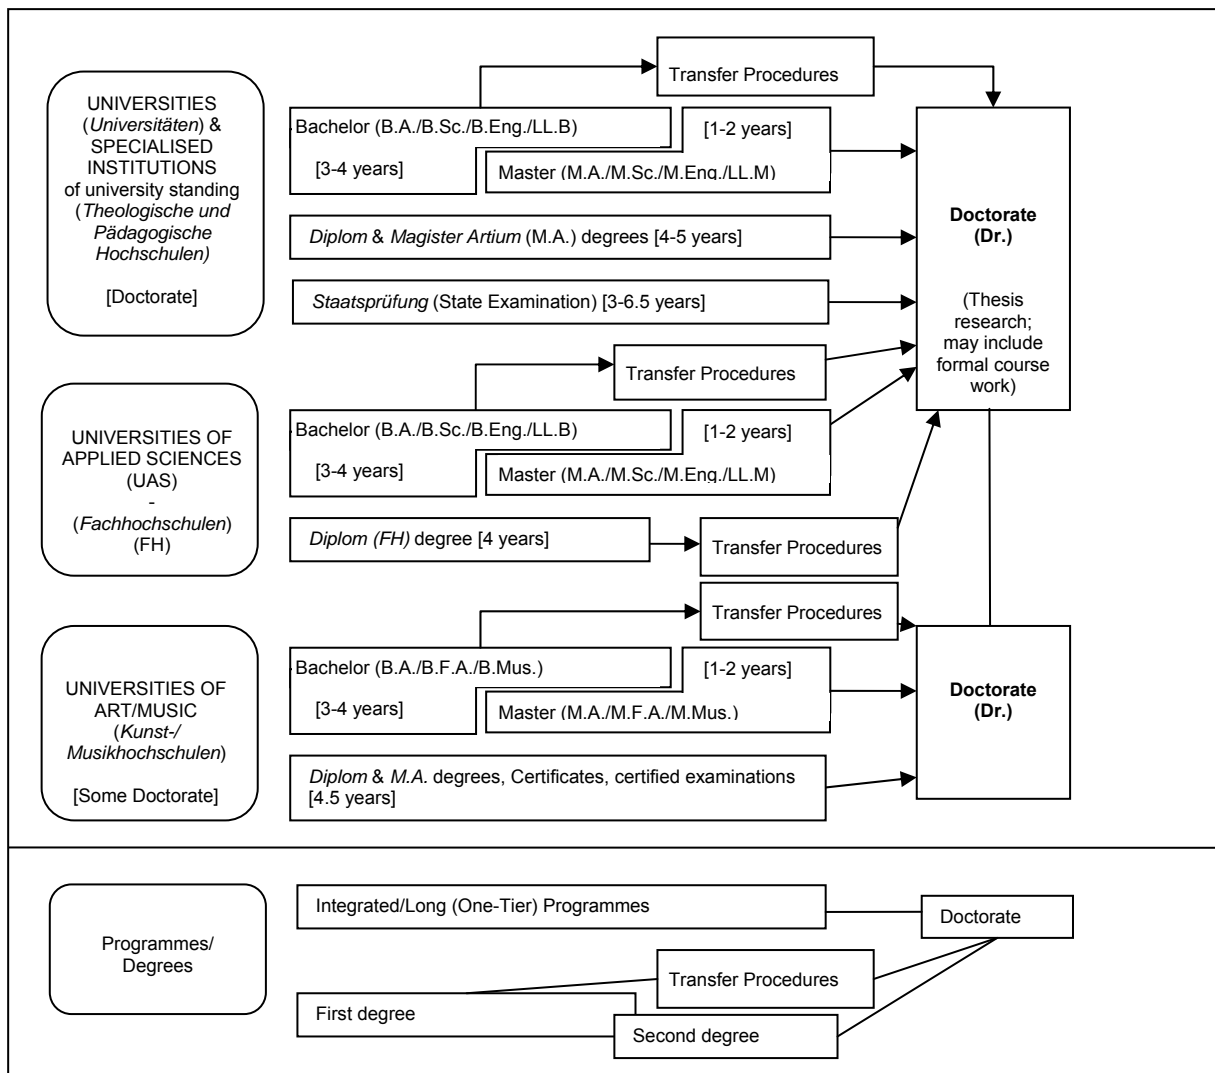 Transfer Procedures
UNIVERSITIES
(Universitäten) &
SPECIALISED
INSTITUTIONS
of university standing
(Theologische und
Pädagogische
Hochschulen)
[Doctorate]
Bachelor (B.A./B.Sc./B.Eng./LL.B)
[3-4 years]
[1-2 years]
Master (M.A./M.Sc./M.Eng./LL.M)
Diplom & Magister Artium (M.A.) degrees [4-5 years]
Staatsprüfung (State Examination) [3-6.5 years]
Doctorate
(Dr.)
(Thesis
research;
may include
formal course
work)
UNIVERSITIES OF
APPLIED SCIENCES
(UAS)
-
(Fachhochschulen)
(FH)
Transfer Procedures
Bachelor (B.A./B.Sc./B.Eng./LL.B)
[3-4 years]
[1-2 years]
Master (M.A./M.Sc./M.Eng./LL.M)
Diplom (FH) degree [4 years]
Transfer Procedures
UNIVERSITIES OF
ART/MUSIC
(Kunst-/
Musikhochschulen)
[Some Doctorate]
Transfer Procedures
Bachelor (B.A./B.F.A./B.Mus.)
[3-4 years]
[1-2 years]
Master (M.A./M.F.A./M.Mus.)
Diplom & M.A. degrees, Certificates, certified examinations
[4.5 years]
Doctorate
(Dr.)
Programmes/
Degrees
Integrated/Long (One-Tier) Programmes
Doctorate
Transfer Procedures
First degree
Second degree